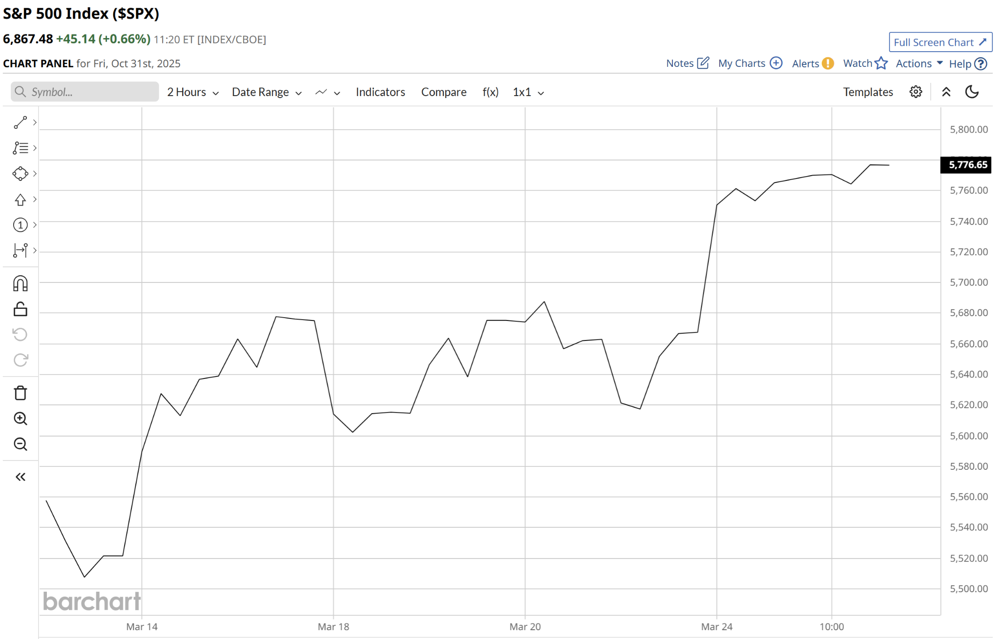 S&P 500 Index ($SPX)
6,867.48 +45.14 (+0.66%) 11:20 ET [INDEX/CBOE]
Full Screen Chart
CHART PANEL for Fri, Oct 31st, 2025
Notes My Charts Alerts Watch Actions Help
Symbol... 2 Hours Date Range Indicators Compare f(x) 1x1 Templates
5,800.00
5,776.65
5,760.00
5,740.00
5,720.00
5,700.00
5,680.00
5,660.00
5,640.00
5,620.00
5,600.00
5,580.00
5,560.00
5,540.00
5,520.00
5,500.00
1
barchart
Mar 14 Mar 18 Mar 20 Mar 24 10:00